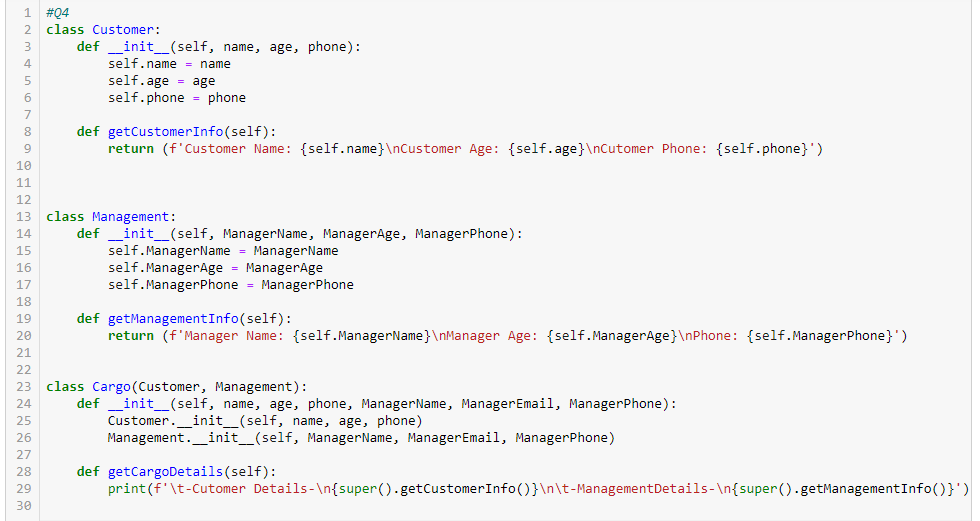 1 #Q4
2 class Customer:
3     def __init__(self, name, age, phone):
4         self.name = name
5         self.age = age
6         self.phone = phone
7
8     def getCustomerInfo(self):
9         return (f'Customer Name: {self.name}\nCustomer Age: {self.age}\nCutomer Phone: {self.phone}')
10
11
12
13 class Management:
14     def __init__(self, ManagerName, ManagerAge, ManagerPhone):
15         self.ManagerName = ManagerName
16         self.ManagerAge = ManagerAge
17         self.ManagerPhone = ManagerPhone
18
19     def getManagementInfo(self):
20         return (f'Manager Name: {self.ManagerName}\nManager Age: {self.ManagerAge}\nPhone: {self.ManagerPhone}')
21
22
23 class Cargo(Customer, Management):
24     def __init__(self, name, age, phone, ManagerName, ManagerEmail, ManagerPhone):
25         Customer.__init__(self, name, age, phone)
26         Management.__init__(self, ManagerName, ManagerEmail, ManagerPhone)
27
28     def getCargoDetails(self):
29         print(f'\t-Cutomer Details-\n{super().getCustomerInfo()}\n\t-ManagementDetails-\n{super().getManagementInfo()}')
30